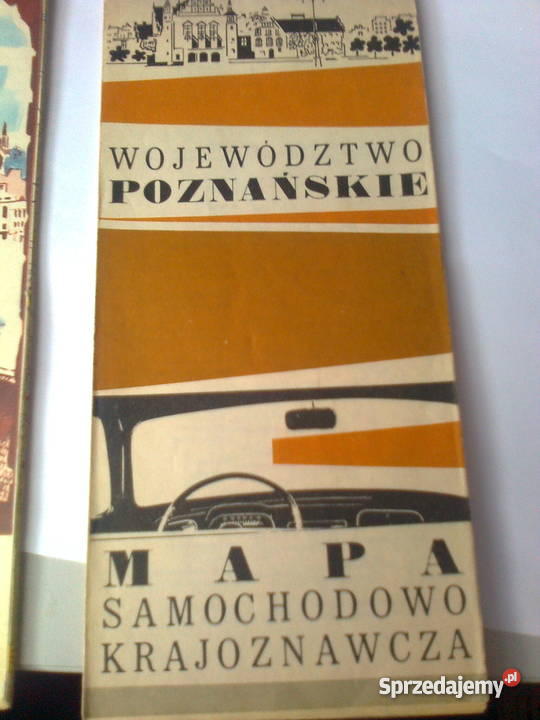 WOJEWÓDZTWO
POZNAŃSKIE
MAPA
SAMOCHODOWO
KRAJOZNAWCZA
Sprzedajemy.pl